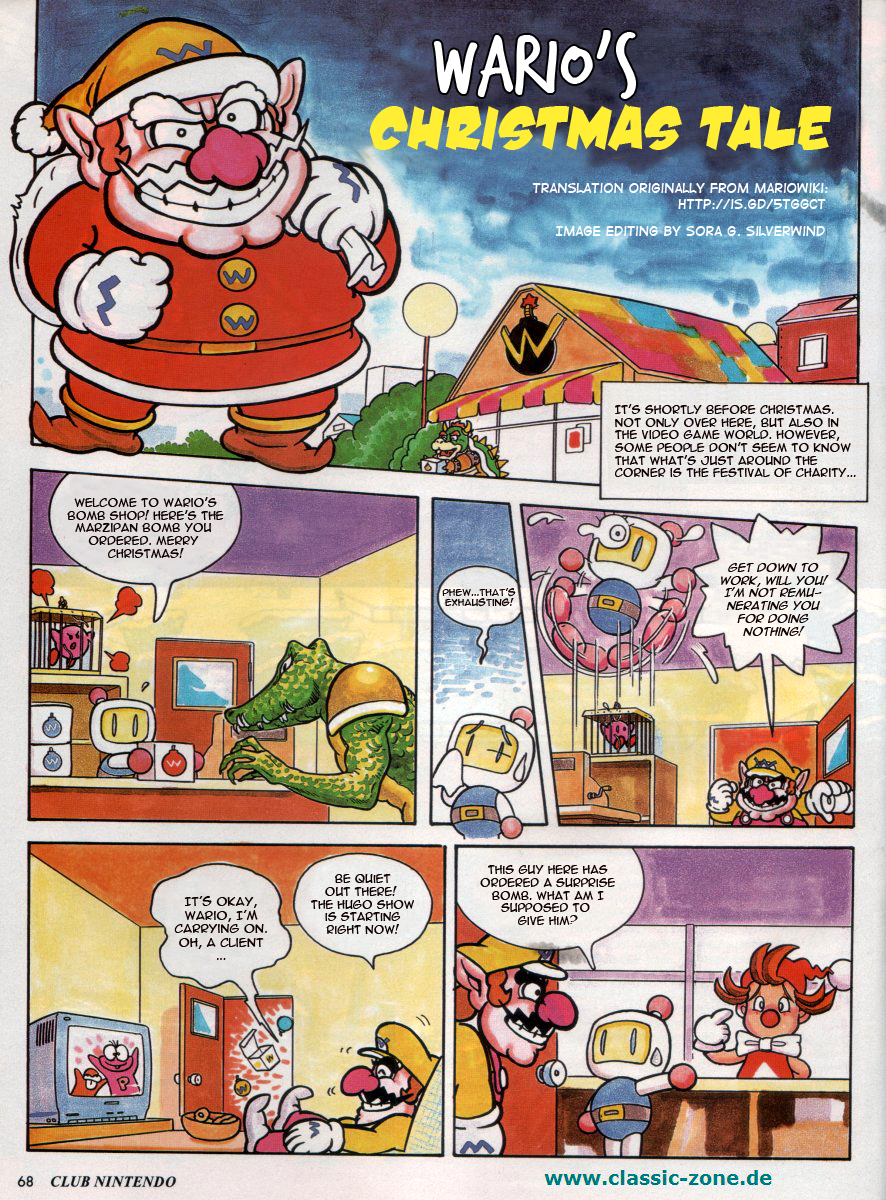 WARIO'S
CHRISTMAS TALE
TRANSLATION ORIGINALLY FROM MARIOWIKI:
HTTP://IS.GD/5TGGCT
IMAGE EDITING BY SORA G. SILVERWIND
W
W
W
W
IT'S SHORTLY BEFORE CHRISTMAS.
NOT ONLY OVER HERE, BUT ALSO IN
THE VIDEO GAME WORLD. HOWEVER,
SOME PEOPLE DON'T SEEM TO KNOW
THAT WHAT'S JUST AROUND THE
CORNER IS THE FESTIVAL OF CHARITY...
WELCOME TO WARIO'S
BOMB SHOP! HERE'S THE
MARZIPAN BOMB YOU
ORDERED. MERRY
CHRISTMAS!
PHEW...THAT'S
EXHAUSTING!
GET DOWN TO
WORK, WILL YOU!
I'M NOT REMU-
NERATING YOU
FOR DOING
NOTHING!
IT'S OKAY,
WARIO, I'M
CARRYING ON.
OH, A CLIENT
...
BE QUIET
OUT THERE!
THE HUGO SHOW
IS STARTING
RIGHT NOW!
THIS GUY HERE HAS
ORDERED A SURPRISE
BOMB. WHAT AM I
SUPPOSED TO
GIVE HIM?
68 CLUB NINTENDO
www.classic-zone.de